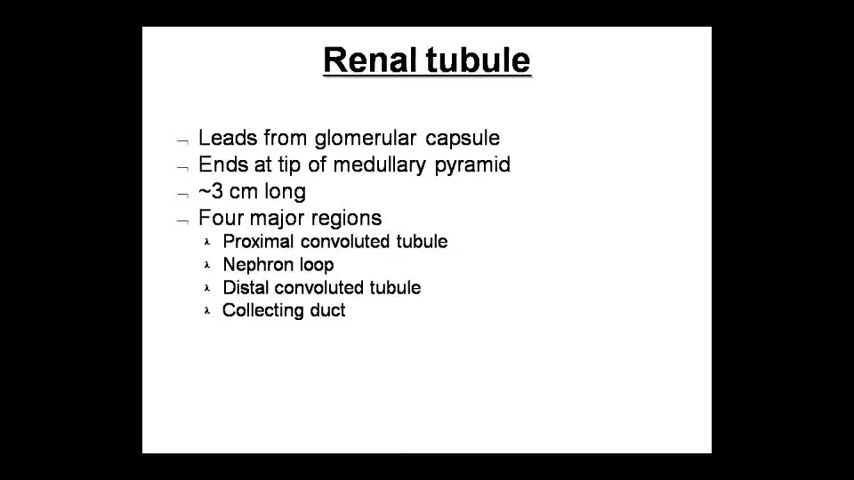 Renal tubule
¬ Leads from glomerular capsule
¬ Ends at tip of medullary pyramid
¬ ~3 cm long
¬ Four major regions
λ Proximal convoluted tubule
λ Nephron loop
λ Distal convoluted tubule
λ Collecting duct